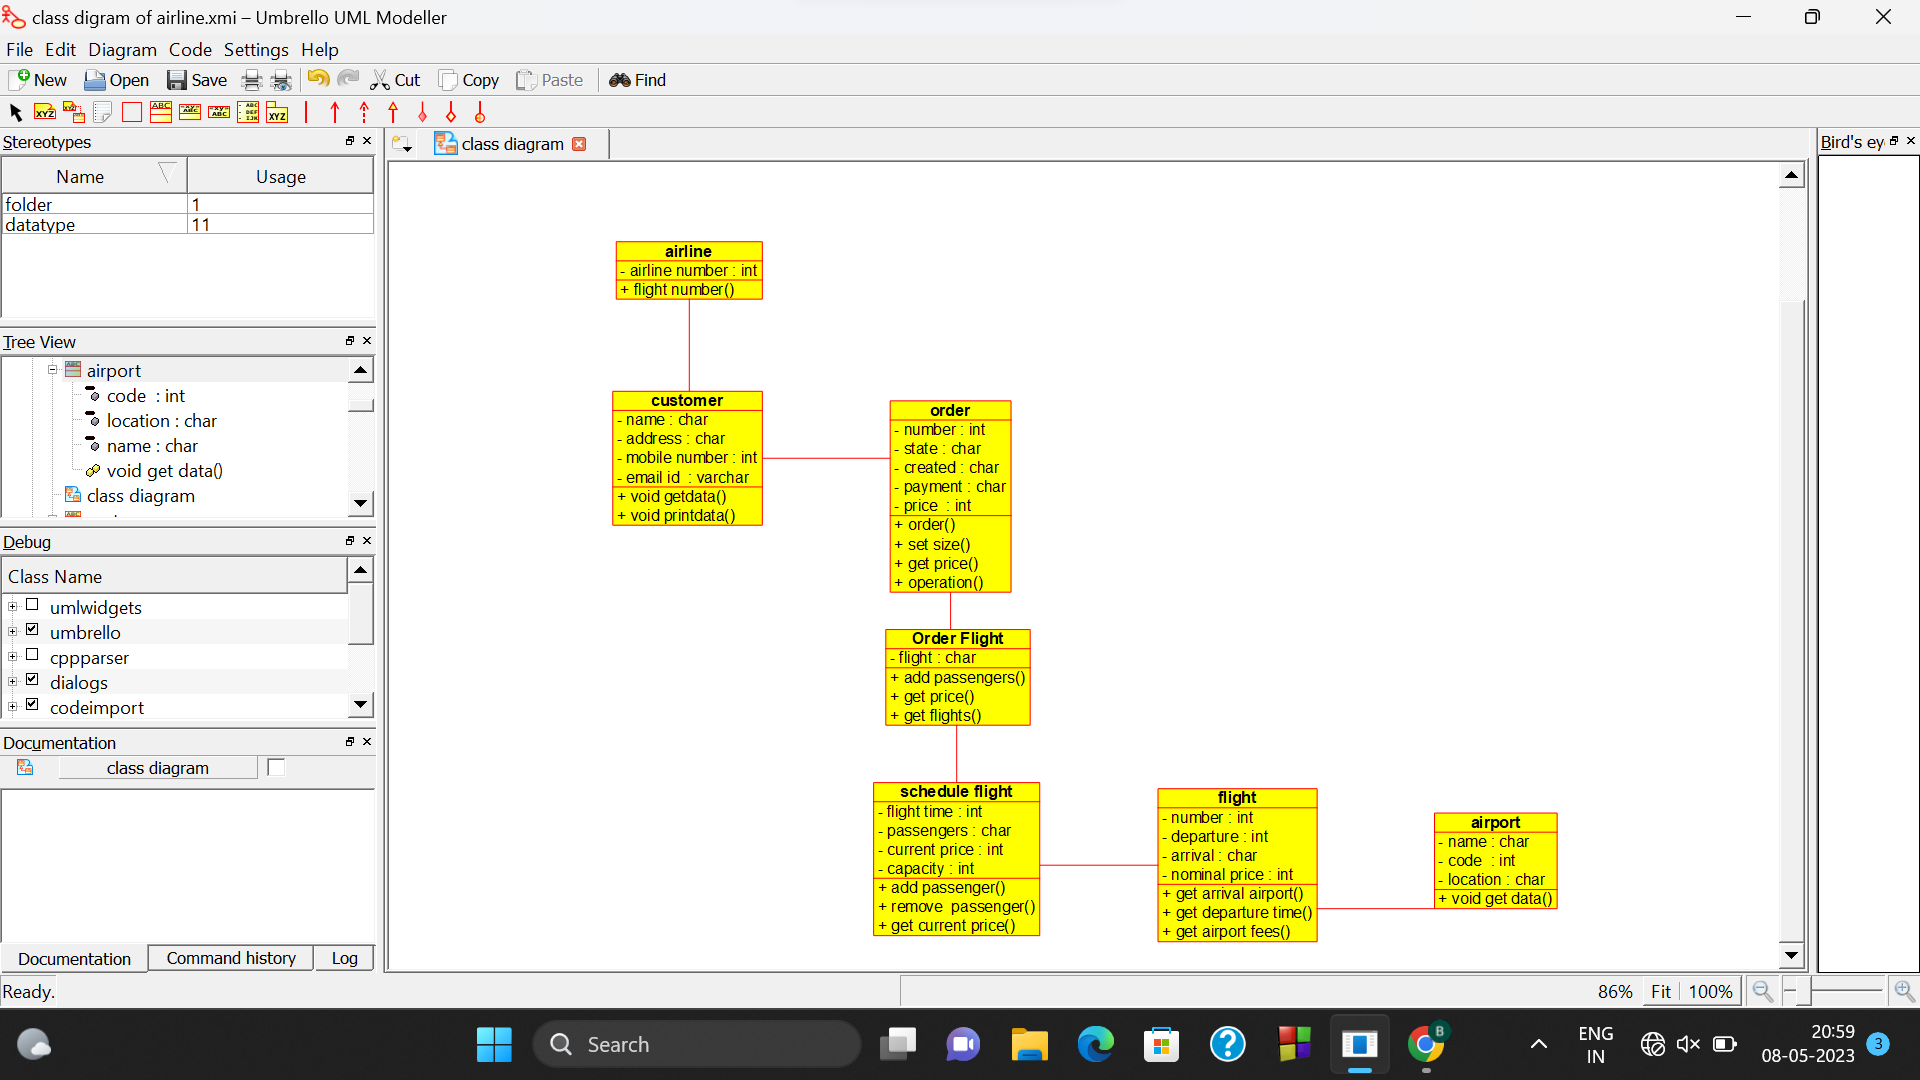 class digram of airline.xmi – Umbrello UML Modeller
File Edit Diagram Code Settings Help
New Open Save Cut Copy Paste Find
Stereotypes
Name Usage
folder 1
datatype 11
Tree View
airport
code : int
location : char
name : char
void get data()
class diagram
Debug
Class Name
umlwidgets
umbrello
cppparser
dialogs
codeimport
Documentation
class diagram
Documentation Command history Log
Ready.
class diagram
airline
- airline number : int
+ flight number()
customer
- name : char
- address : char
- mobile number : int
- email id : varchar
+ void getdata()
+ void printdata()
order
- number : int
- state : char
- created : char
- payment : char
- price : int
+ order()
+ set size()
+ get price()
+ operation()
Order Flight
- flight : char
+ add passengers()
+ get price()
+ get flights()
schedule flight
- flight time : int
- passengers : char
- current price : int
- capacity : int
+ add passenger()
+ remove passenger()
+ get current price()
flight
- number : int
- departure : int
- arrival : char
- nominal price : int
+ get arrival airport()
+ get departure time()
+ get airport fees()
airport
- name : char
- code : int
- location : char
+ void get data()
Bird's ey
86% Fit 100%
Search
ENG
IN
20:59
08-05-2023
3